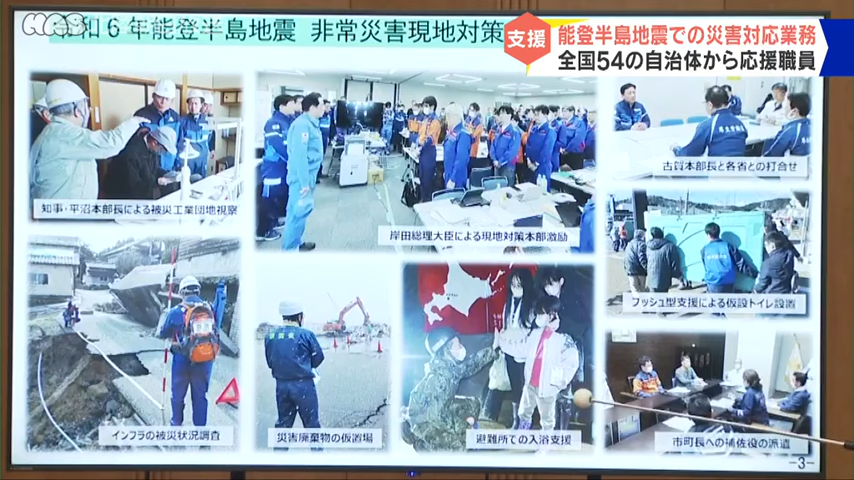 令和6年能登半島地震 非常災害現地対策
支援
能登半島地震での災害対応業務
全国54の自治体から応援職員
知事・平沼本部長による被災工業団地視察
岸田総理大臣による現地対策本部激励
古賀本部長と各省との打合せ
プッシュ型支援による仮設トイレ設置
インフラの被災状況調査
災害廃棄物の仮置場
避難所での入浴支援
市町長への補佐役の派遣
-3-